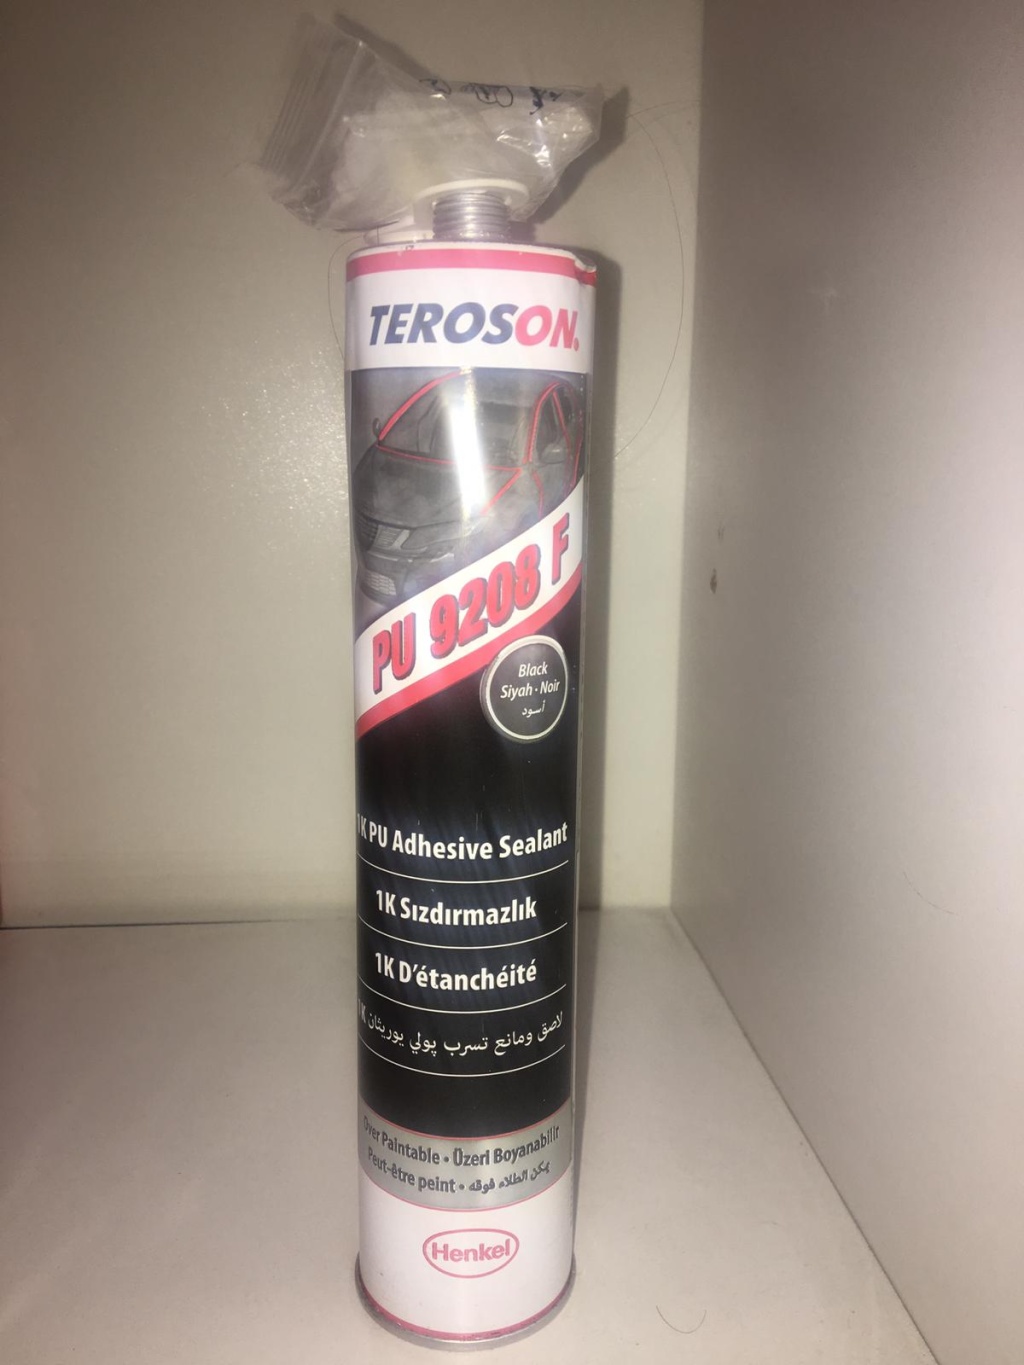 TEROSON
PU 9208 F
Black
Siyah · Noir
أسود
1K PU Adhesive Sealant
1K Sızdırmazlık
1K D'étanchéité
1K لاصق ومانع تسرب پولي يوريثان
Over Paintable • Üzeri Boyanabilir
Peut-être peint • يمكن الطلاء فوقه
Henkel